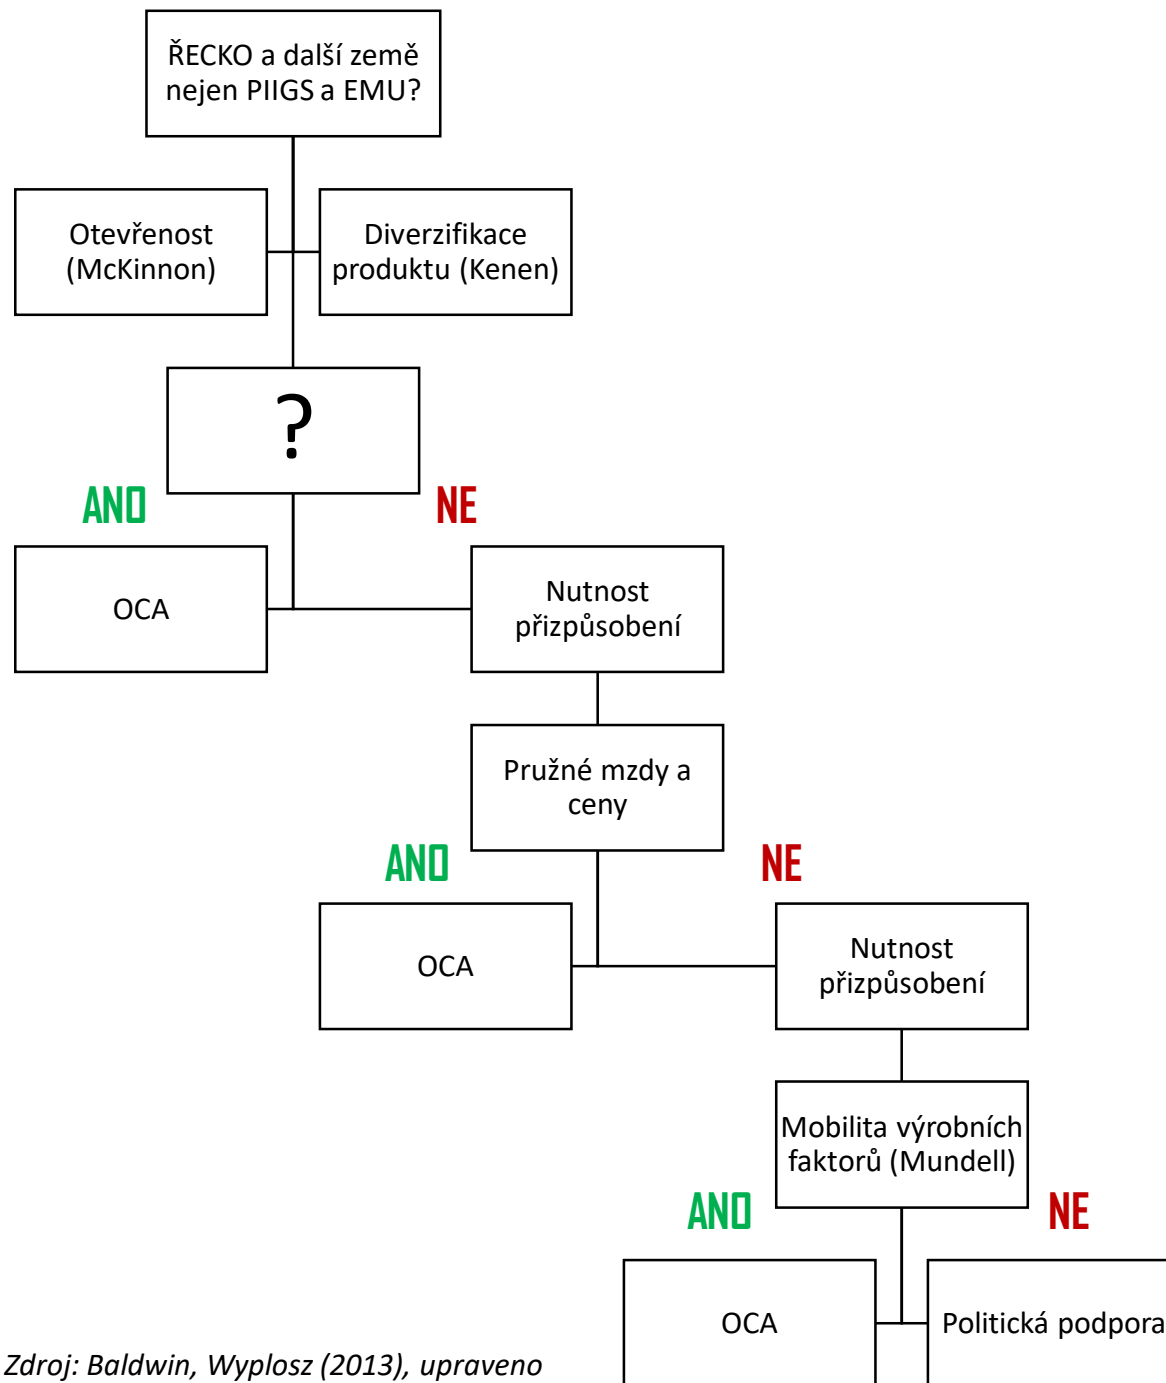 ŘECKO a další země
nejen PIIGS a EMU?
Otevřenost
(McKinnon)
Diverzifikace
produktu (Kenen)
?
ANO
NE
OCA
Nutnost
přizpůsobení
Pružné mzdy a
ceny
ANO
NE
OCA
Nutnost
přizpůsobení
Mobilita výrobních
faktorů (Mundell)
ANO
NE
OCA
Politická podpora
Zdroj: Baldwin, Wyplosz (2013), upraveno